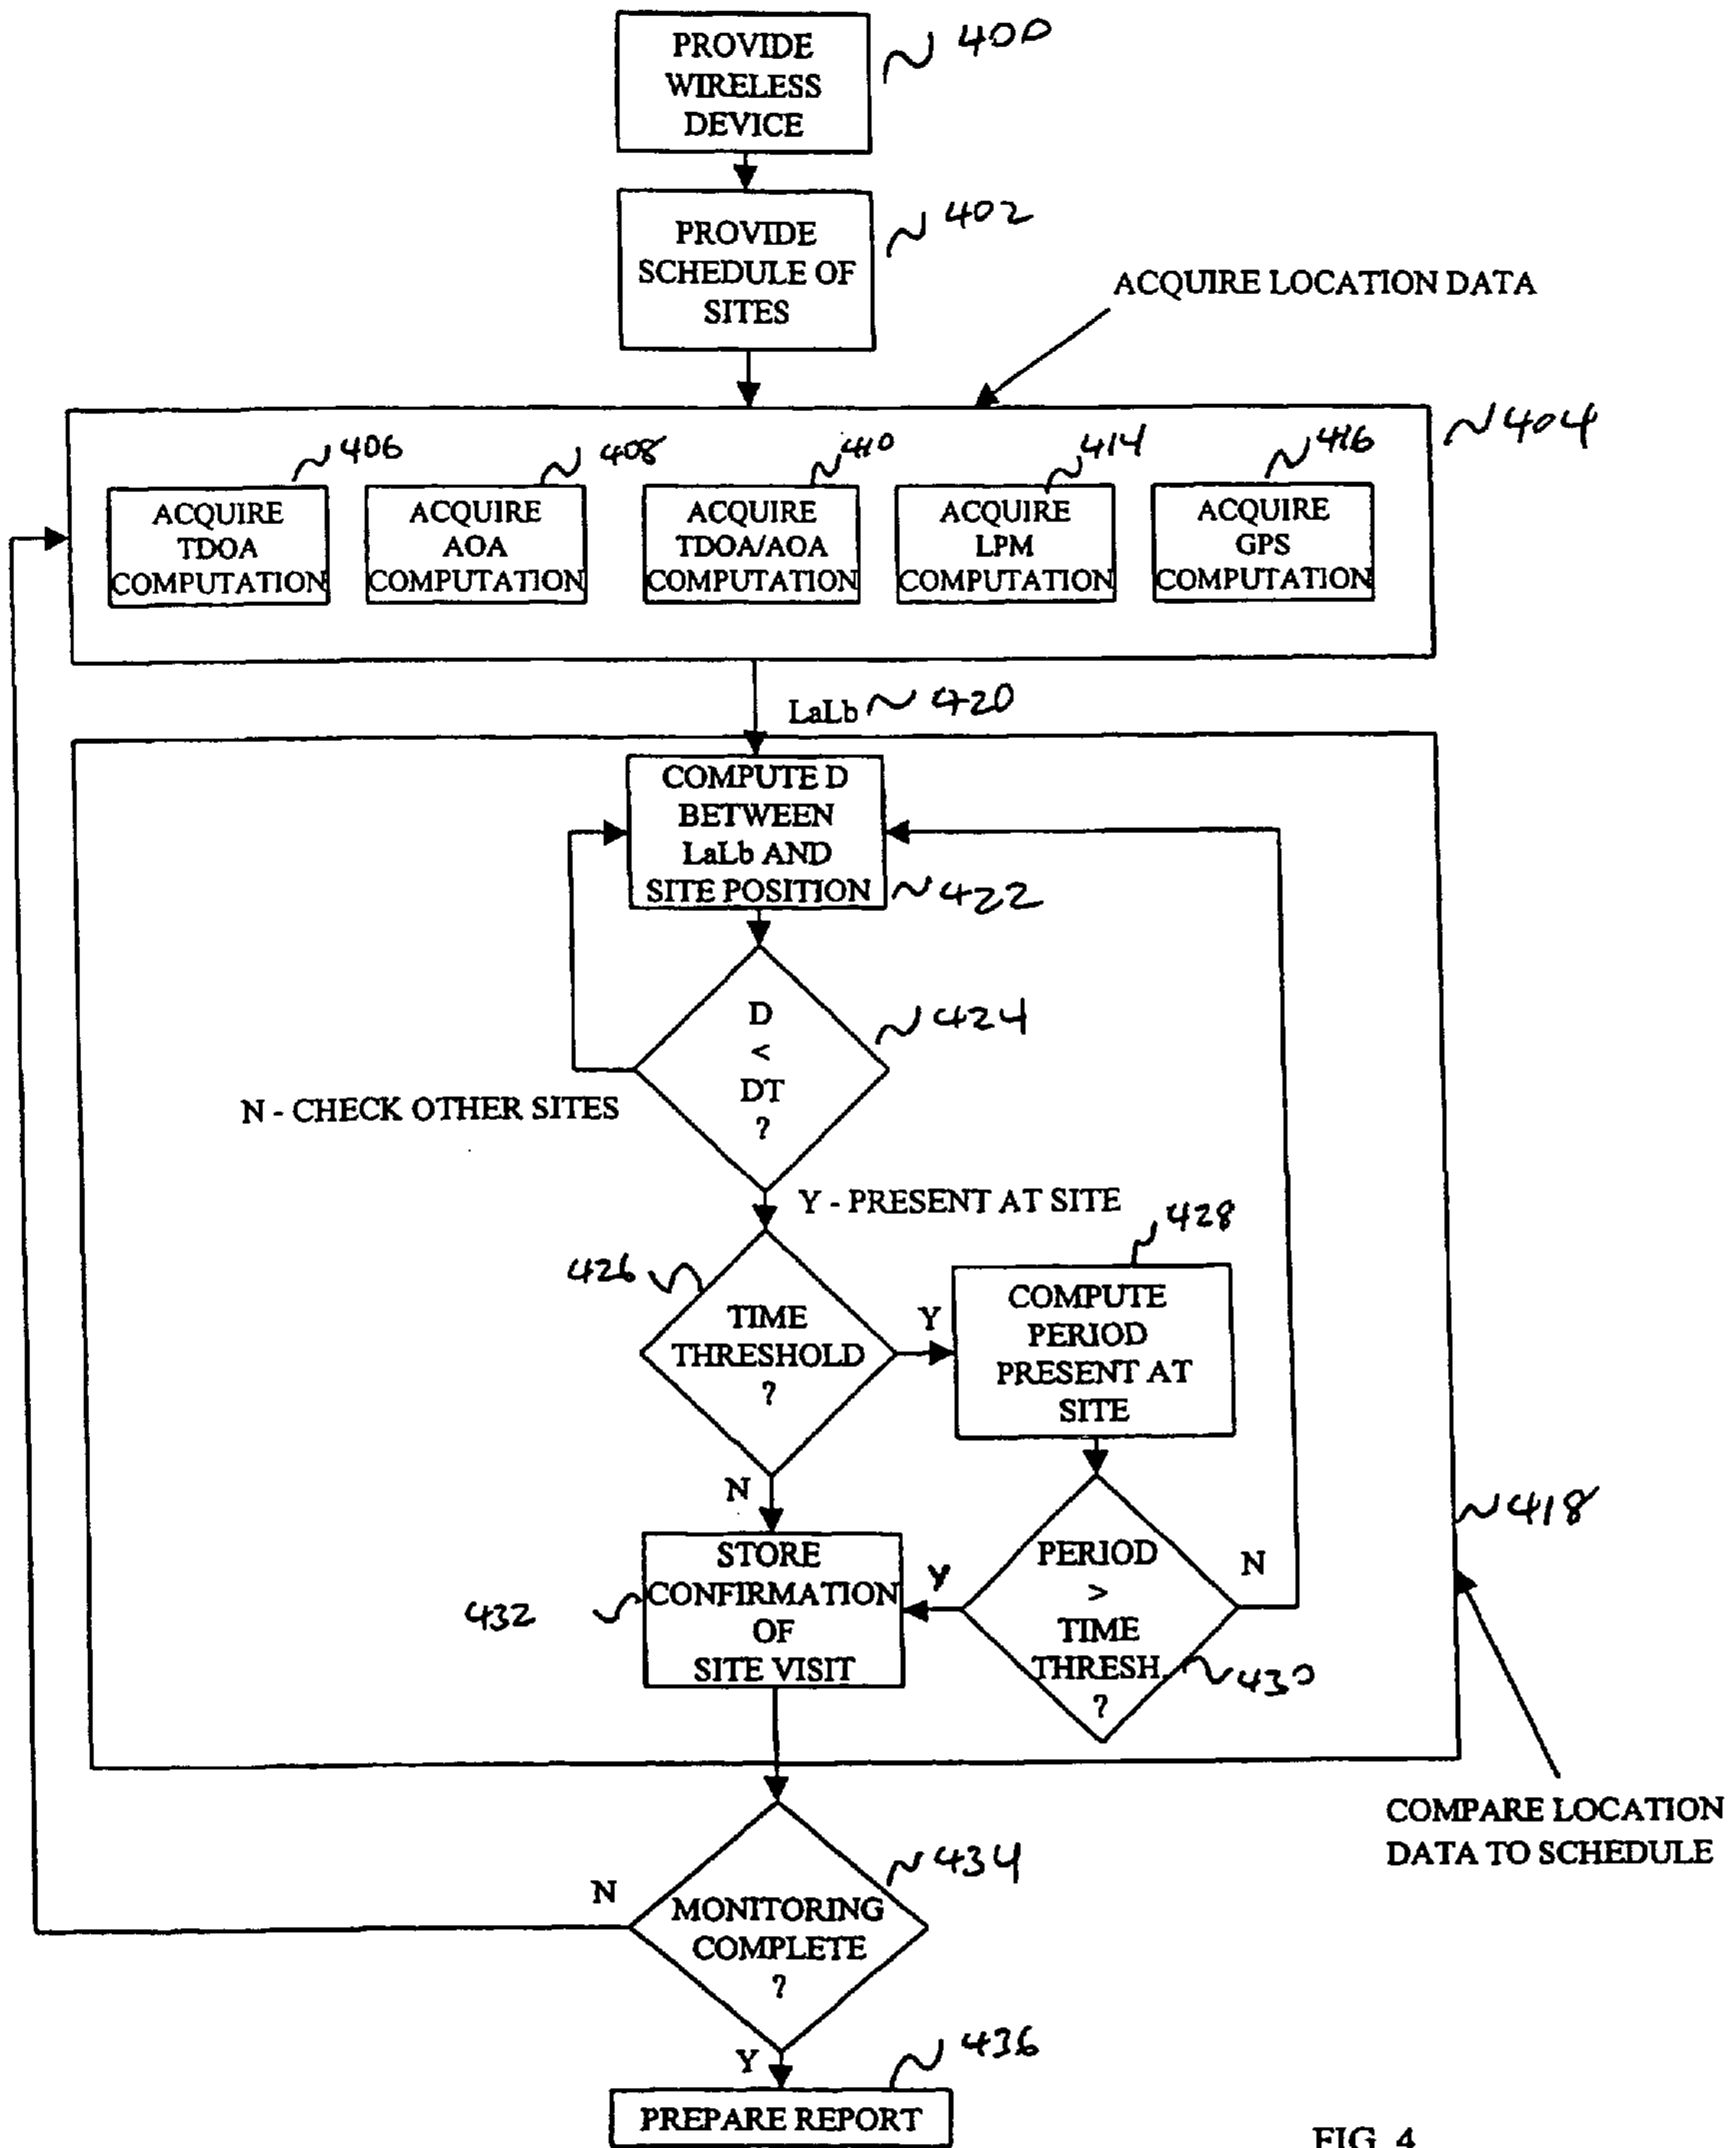 PROVIDE
WIRELESS
DEVICE
400
PROVIDE
SCHEDULE OF
SITES
402
ACQUIRE LOCATION DATA
404
406
408
410
414
416
ACQUIRE
TDOA
COMPUTATION
ACQUIRE
AOA
COMPUTATION
ACQUIRE
TDOA/AOA
COMPUTATION
ACQUIRE
LPM
COMPUTATION
ACQUIRE
GPS
COMPUTATION
LaLb 420
COMPUTE D
BETWEEN
LaLb AND
SITE POSITION
422
D
<
DT
?
424
N - CHECK OTHER SITES
Y - PRESENT AT SITE
426
TIME
THRESHOLD
?
Y
428
COMPUTE
PERIOD
PRESENT AT
SITE
N
418
STORE
CONFIRMATION
OF
SITE VISIT
432
Y
PERIOD
>
TIME
THRESH.
?
N
430
COMPARE LOCATION
DATA TO SCHEDULE
434
N
MONITORING
COMPLETE
?
Y
436
PREPARE REPORT
FIG. 4